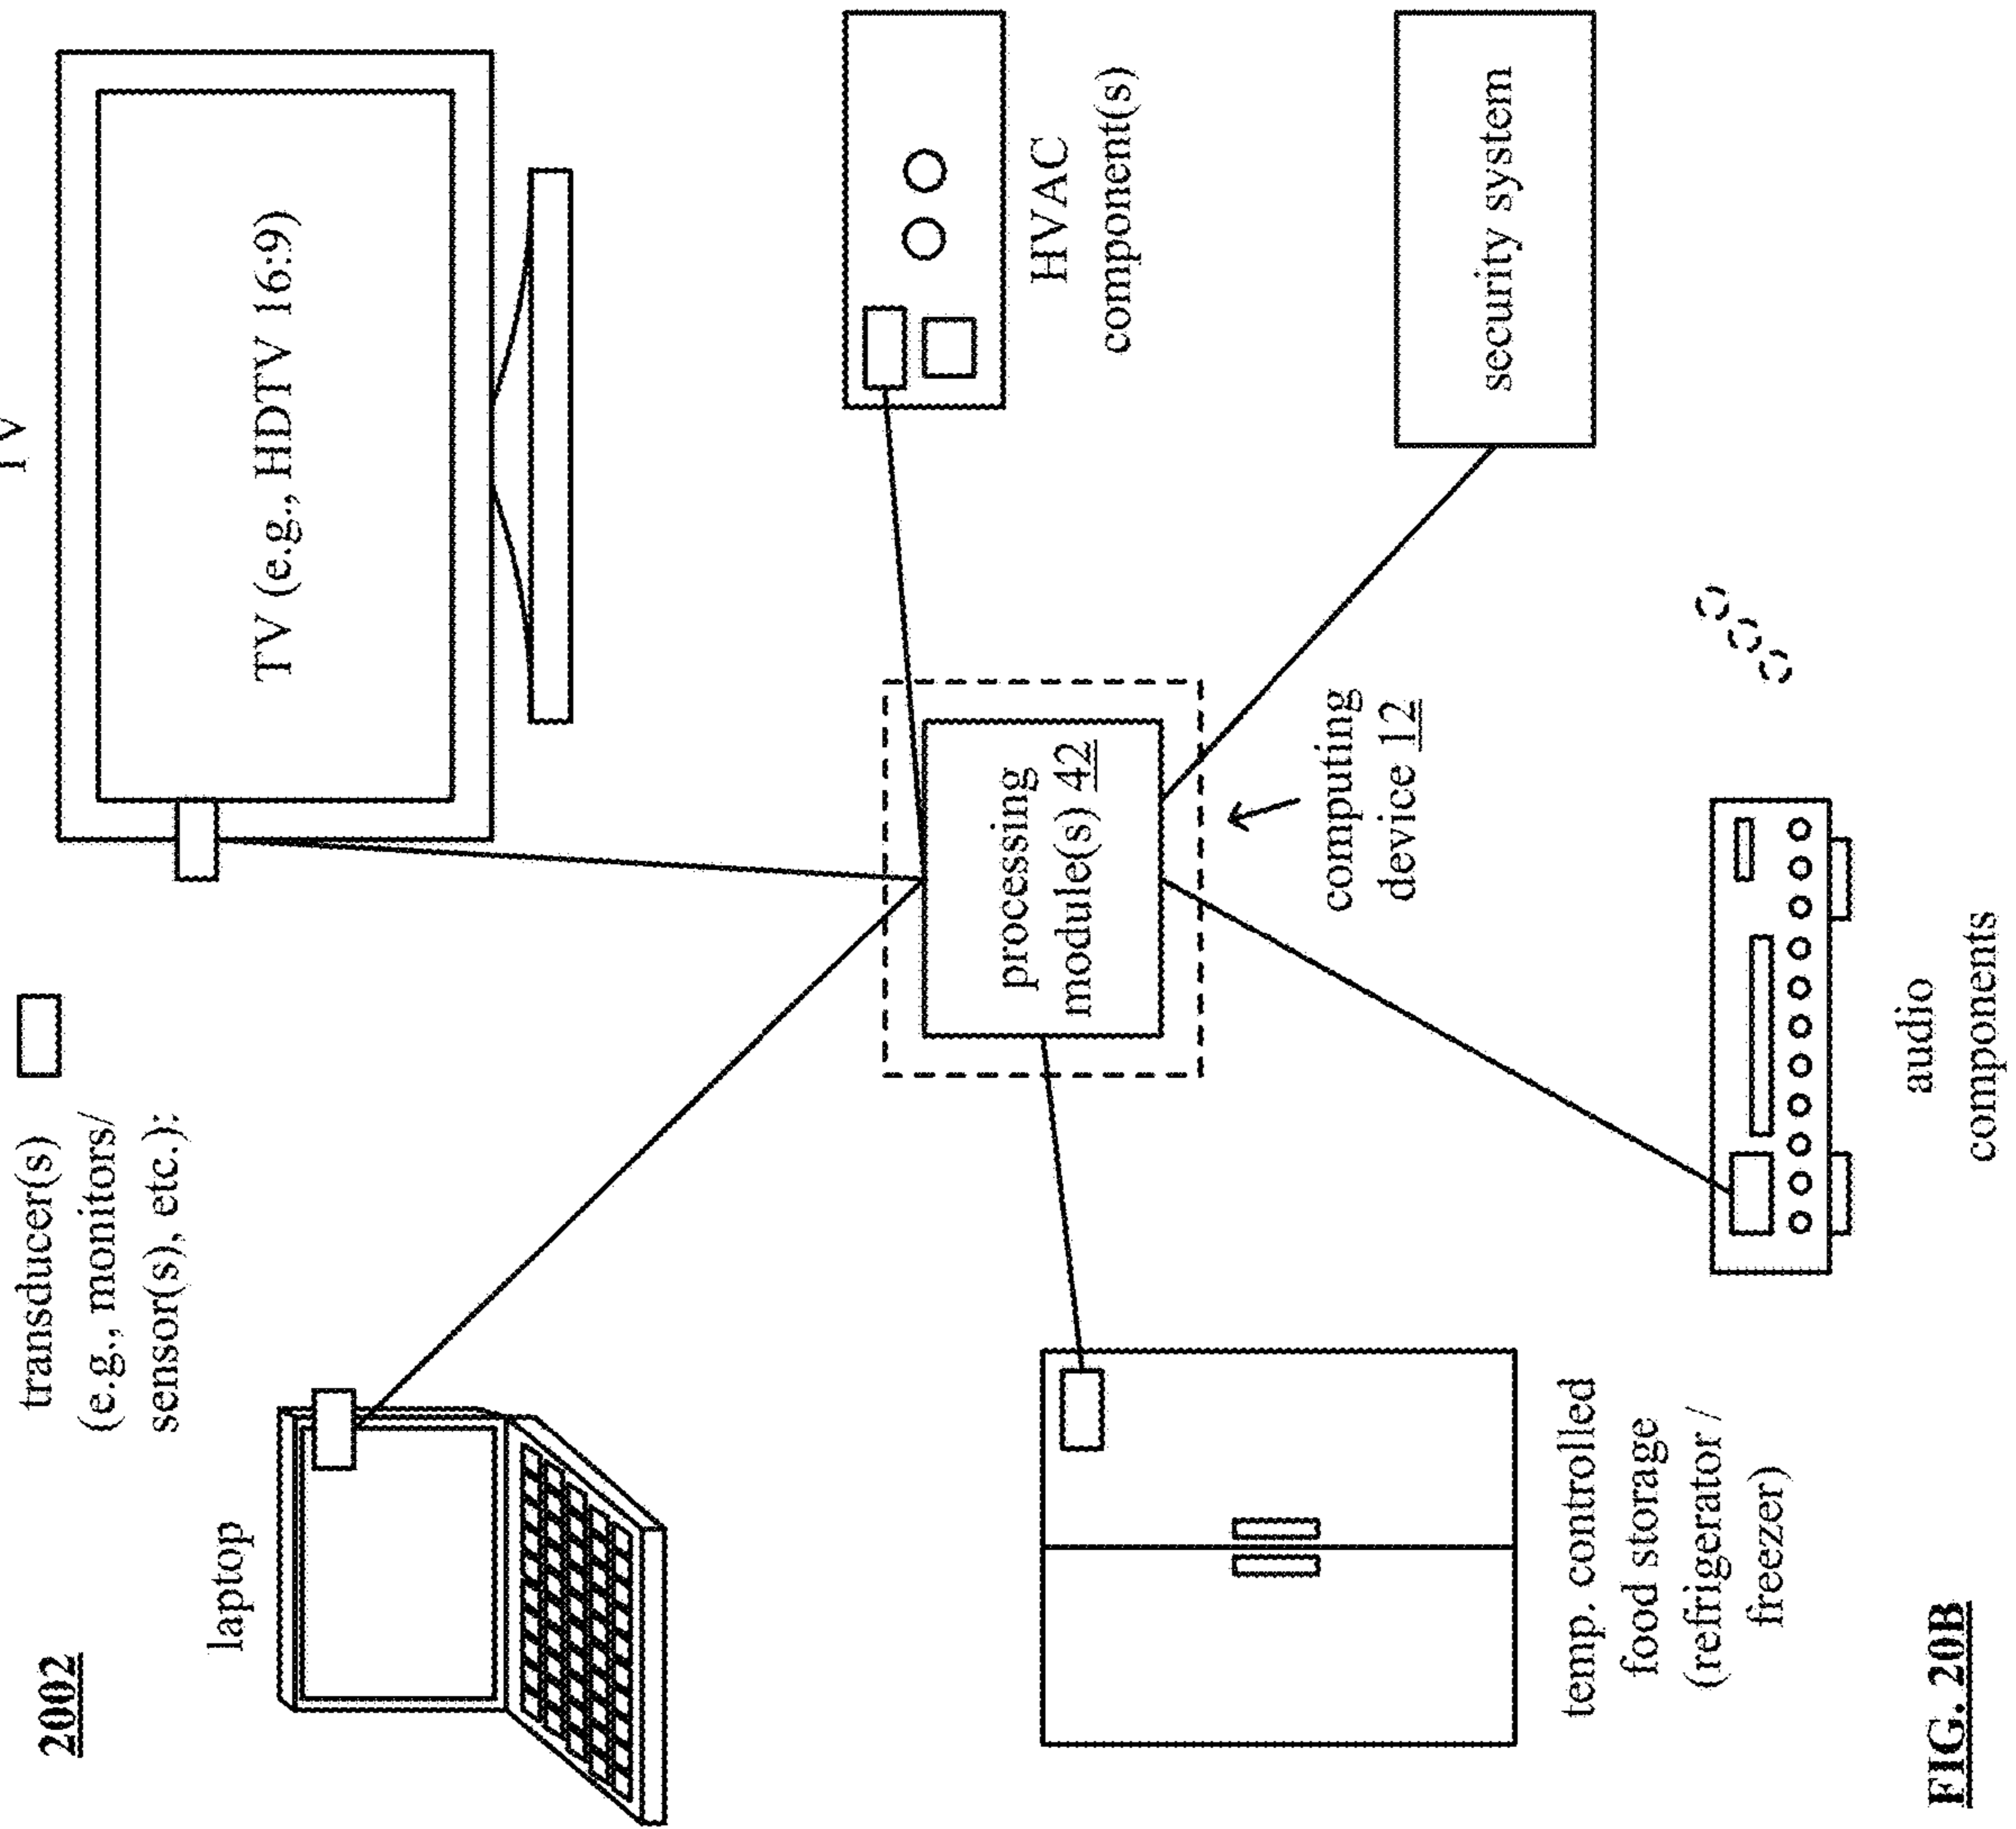 2002
transducer(s)
(e.g., monitors/
sensor(s), etc.):
laptop
TV
TV (e.g., HDTV 16:9)
HVAC
component(s)
processing
module(s) 42
computing
device 12
security system
temp. controlled
food storage
(refrigerator /
freezer)
audio
components
FIG. 20B